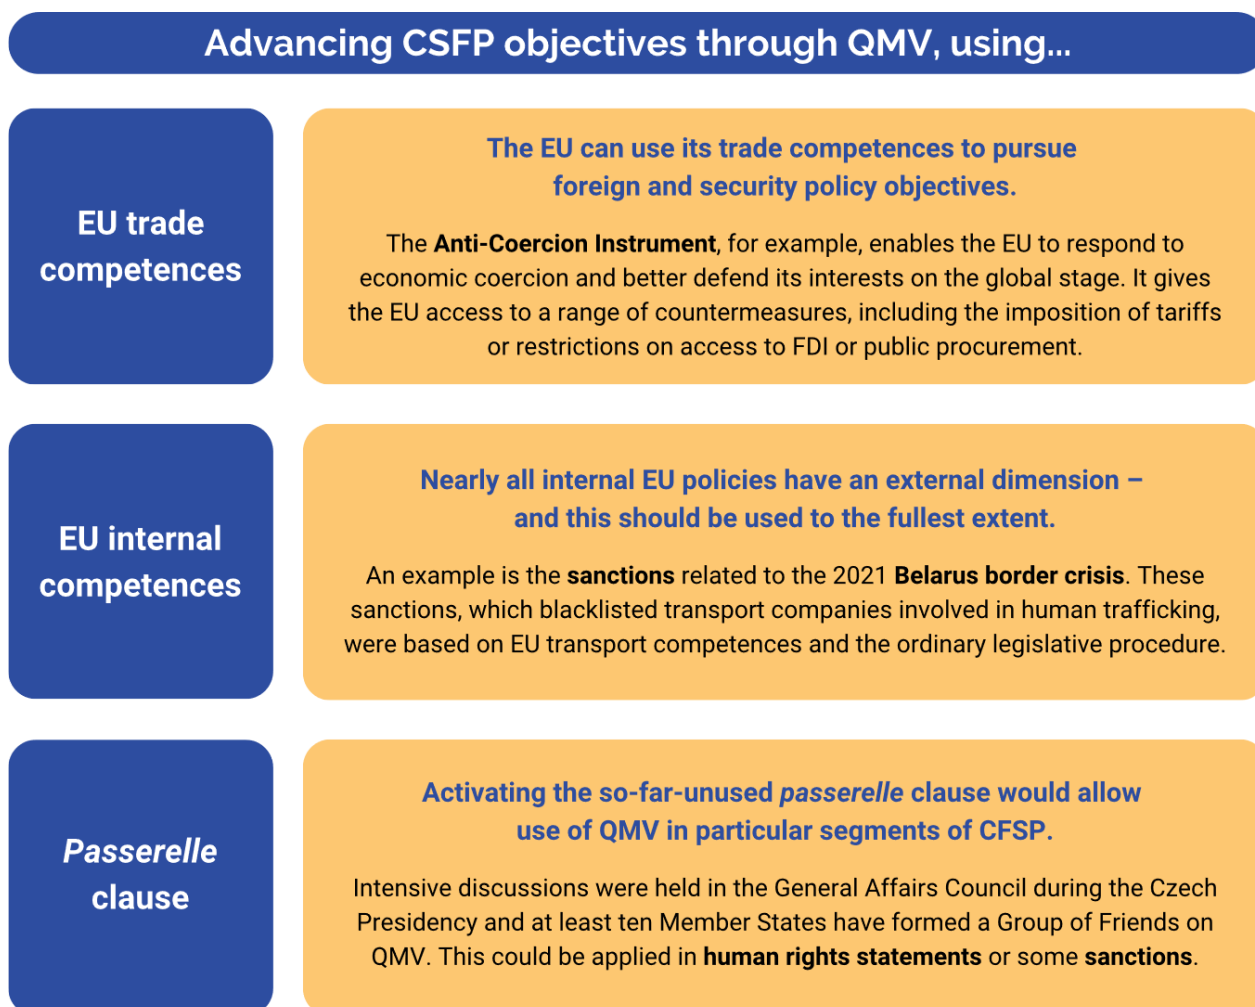 Advancing CSFP objectives through QMV, using...
EU trade
competences
The EU can use its trade competences to pursue
foreign and security policy objectives.
The Anti-Coercion Instrument, for example, enables the EU to respond to
economic coercion and better defend its interests on the global stage. It gives
the EU access to a range of countermeasures, including the imposition of tariffs
or restrictions on access to FDI or public procurement.
EU internal
competences
Nearly all internal EU policies have an external dimension –
and this should be used to the fullest extent.
An example is the sanctions related to the 2021 Belarus border crisis. These
sanctions, which blacklisted transport companies involved in human trafficking,
were based on EU transport competences and the ordinary legislative procedure.
Passerelle
clause
Activating the so-far-unused passerelle clause would allow
use of QMV in particular segments of CFSP.
Intensive discussions were held in the General Affairs Council during the Czech
Presidency and at least ten Member States have formed a Group of Friends on
QMV. This could be applied in human rights statements or some sanctions.